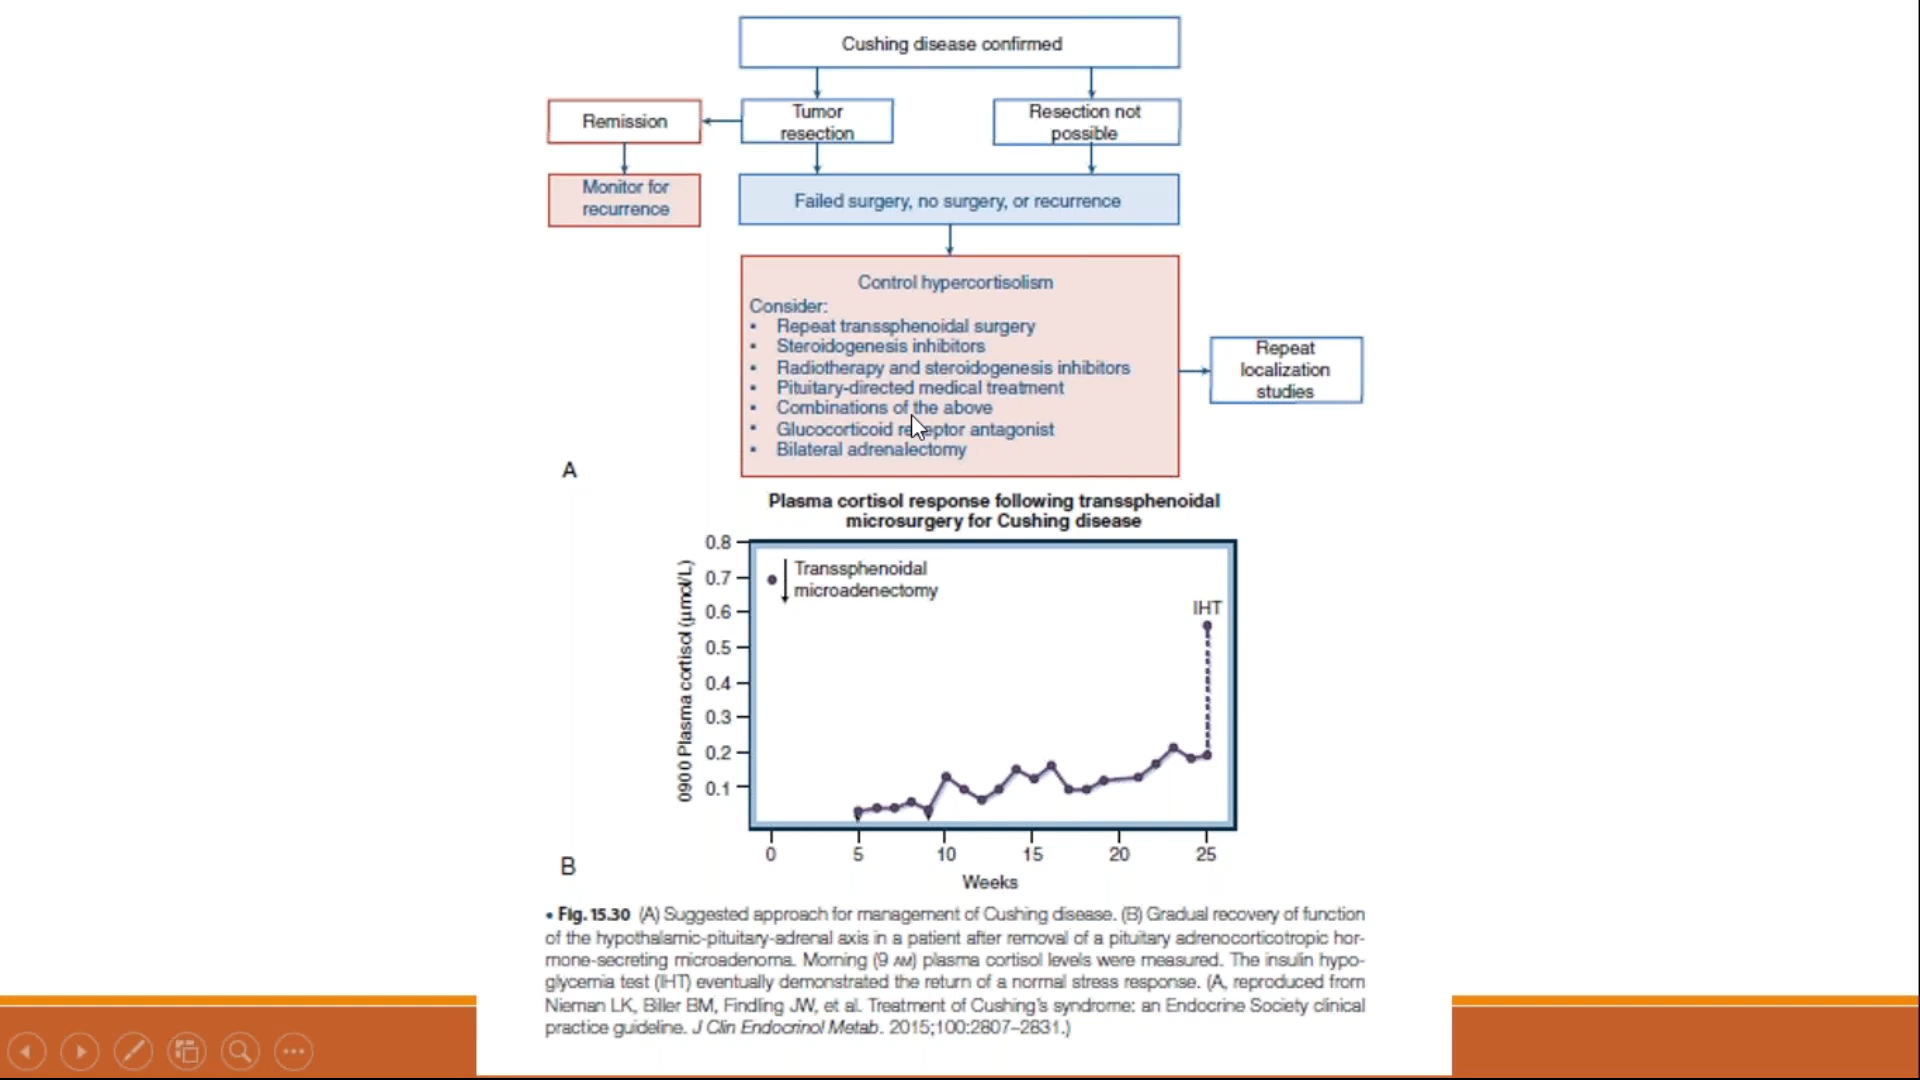 Cushing disease confirmed
Remission
Tumor
resection
Resection not
possible
Monitor for
recurrence
Failed surgery, no surgery, or recurrence
Control hypercortisolism
Consider:
• Repeat transsphenoidal surgery
• Steroidogenesis inhibitors
• Radiotherapy and steroidogenesis inhibitors
• Pituitary-directed medical treatment
• Combinations of the above
• Glucocorticoid receptor antagonist
• Bilateral adrenalectomy
Repeat
localization
studies
A
Plasma cortisol response following transsphenoidal
microsurgery for Cushing disease
0900 Plasma cortisol (μmol/L)
0.8
0.7
0.6
0.5
0.4
0.3
0.2
0.1
Transsphenoidal
microadenectomy
IHT
0 5 10 15 20 25
Weeks
B
• Fig. 15.30 (A) Suggested approach for management of Cushing disease. (B) Gradual recovery of function
of the hypothalamic-pituitary-adrenal axis in a patient after removal of a pituitary adrenocorticotropic hor-
mone-secreting microadenoma. Morning (9 AM) plasma cortisol levels were measured. The insulin hypo-
glycemia test (IHT) eventually demonstrated the return of a normal stress response. (A, reproduced from
Nieman LK, Biller BM, Findling JW, et al. Treatment of Cushing's syndrome: an Endocrine Society clinical
practice guideline. J Clin Endocrinol Metab. 2015;100:2807–2831.)